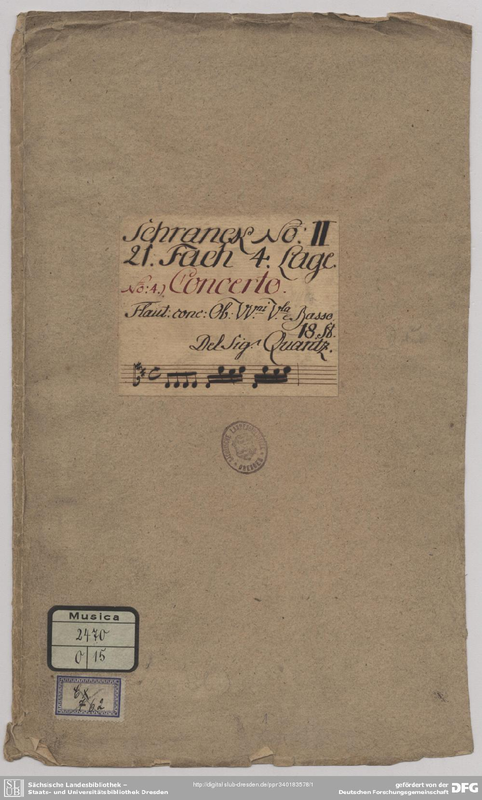 Schranck No: II
21. Fach 4. Lage.
No: 4.) Concerto.
Flaut: conc: Ob: VV.ni V.la e Basso
18. St.
Del Sig.r Quantz.
Musica
2470
O | 15
Sächsische Landesbibliothek –
Staats- und Universitätsbibliothek Dresden
http://digital.slub-dresden.de/ppn340193578/1
gefördert von der
Deutschen Forschungsgemeinschaft
DFG